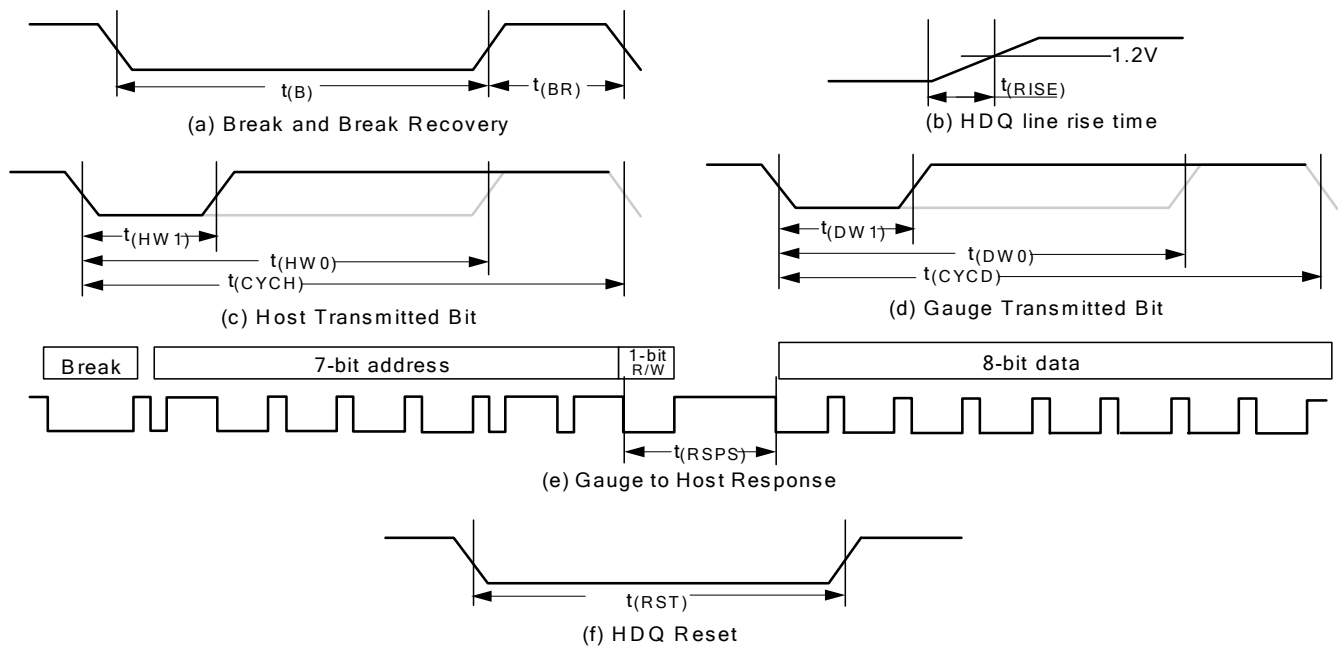 t(B)
t(BR)
(a) Break and Break Recovery
1.2V
t(RISE)
(b) HDQ line rise time
t(HW1)
t(HW0)
t(CYCH)
(c) Host Transmitted Bit
t(DW1)
t(DW0)
t(CYCD)
(d) Gauge Transmitted Bit
Break
7-bit address
1-bit
R/W
8-bit data
t(RSPS)
(e) Gauge to Host Response
t(RST)
(f) HDQ Reset